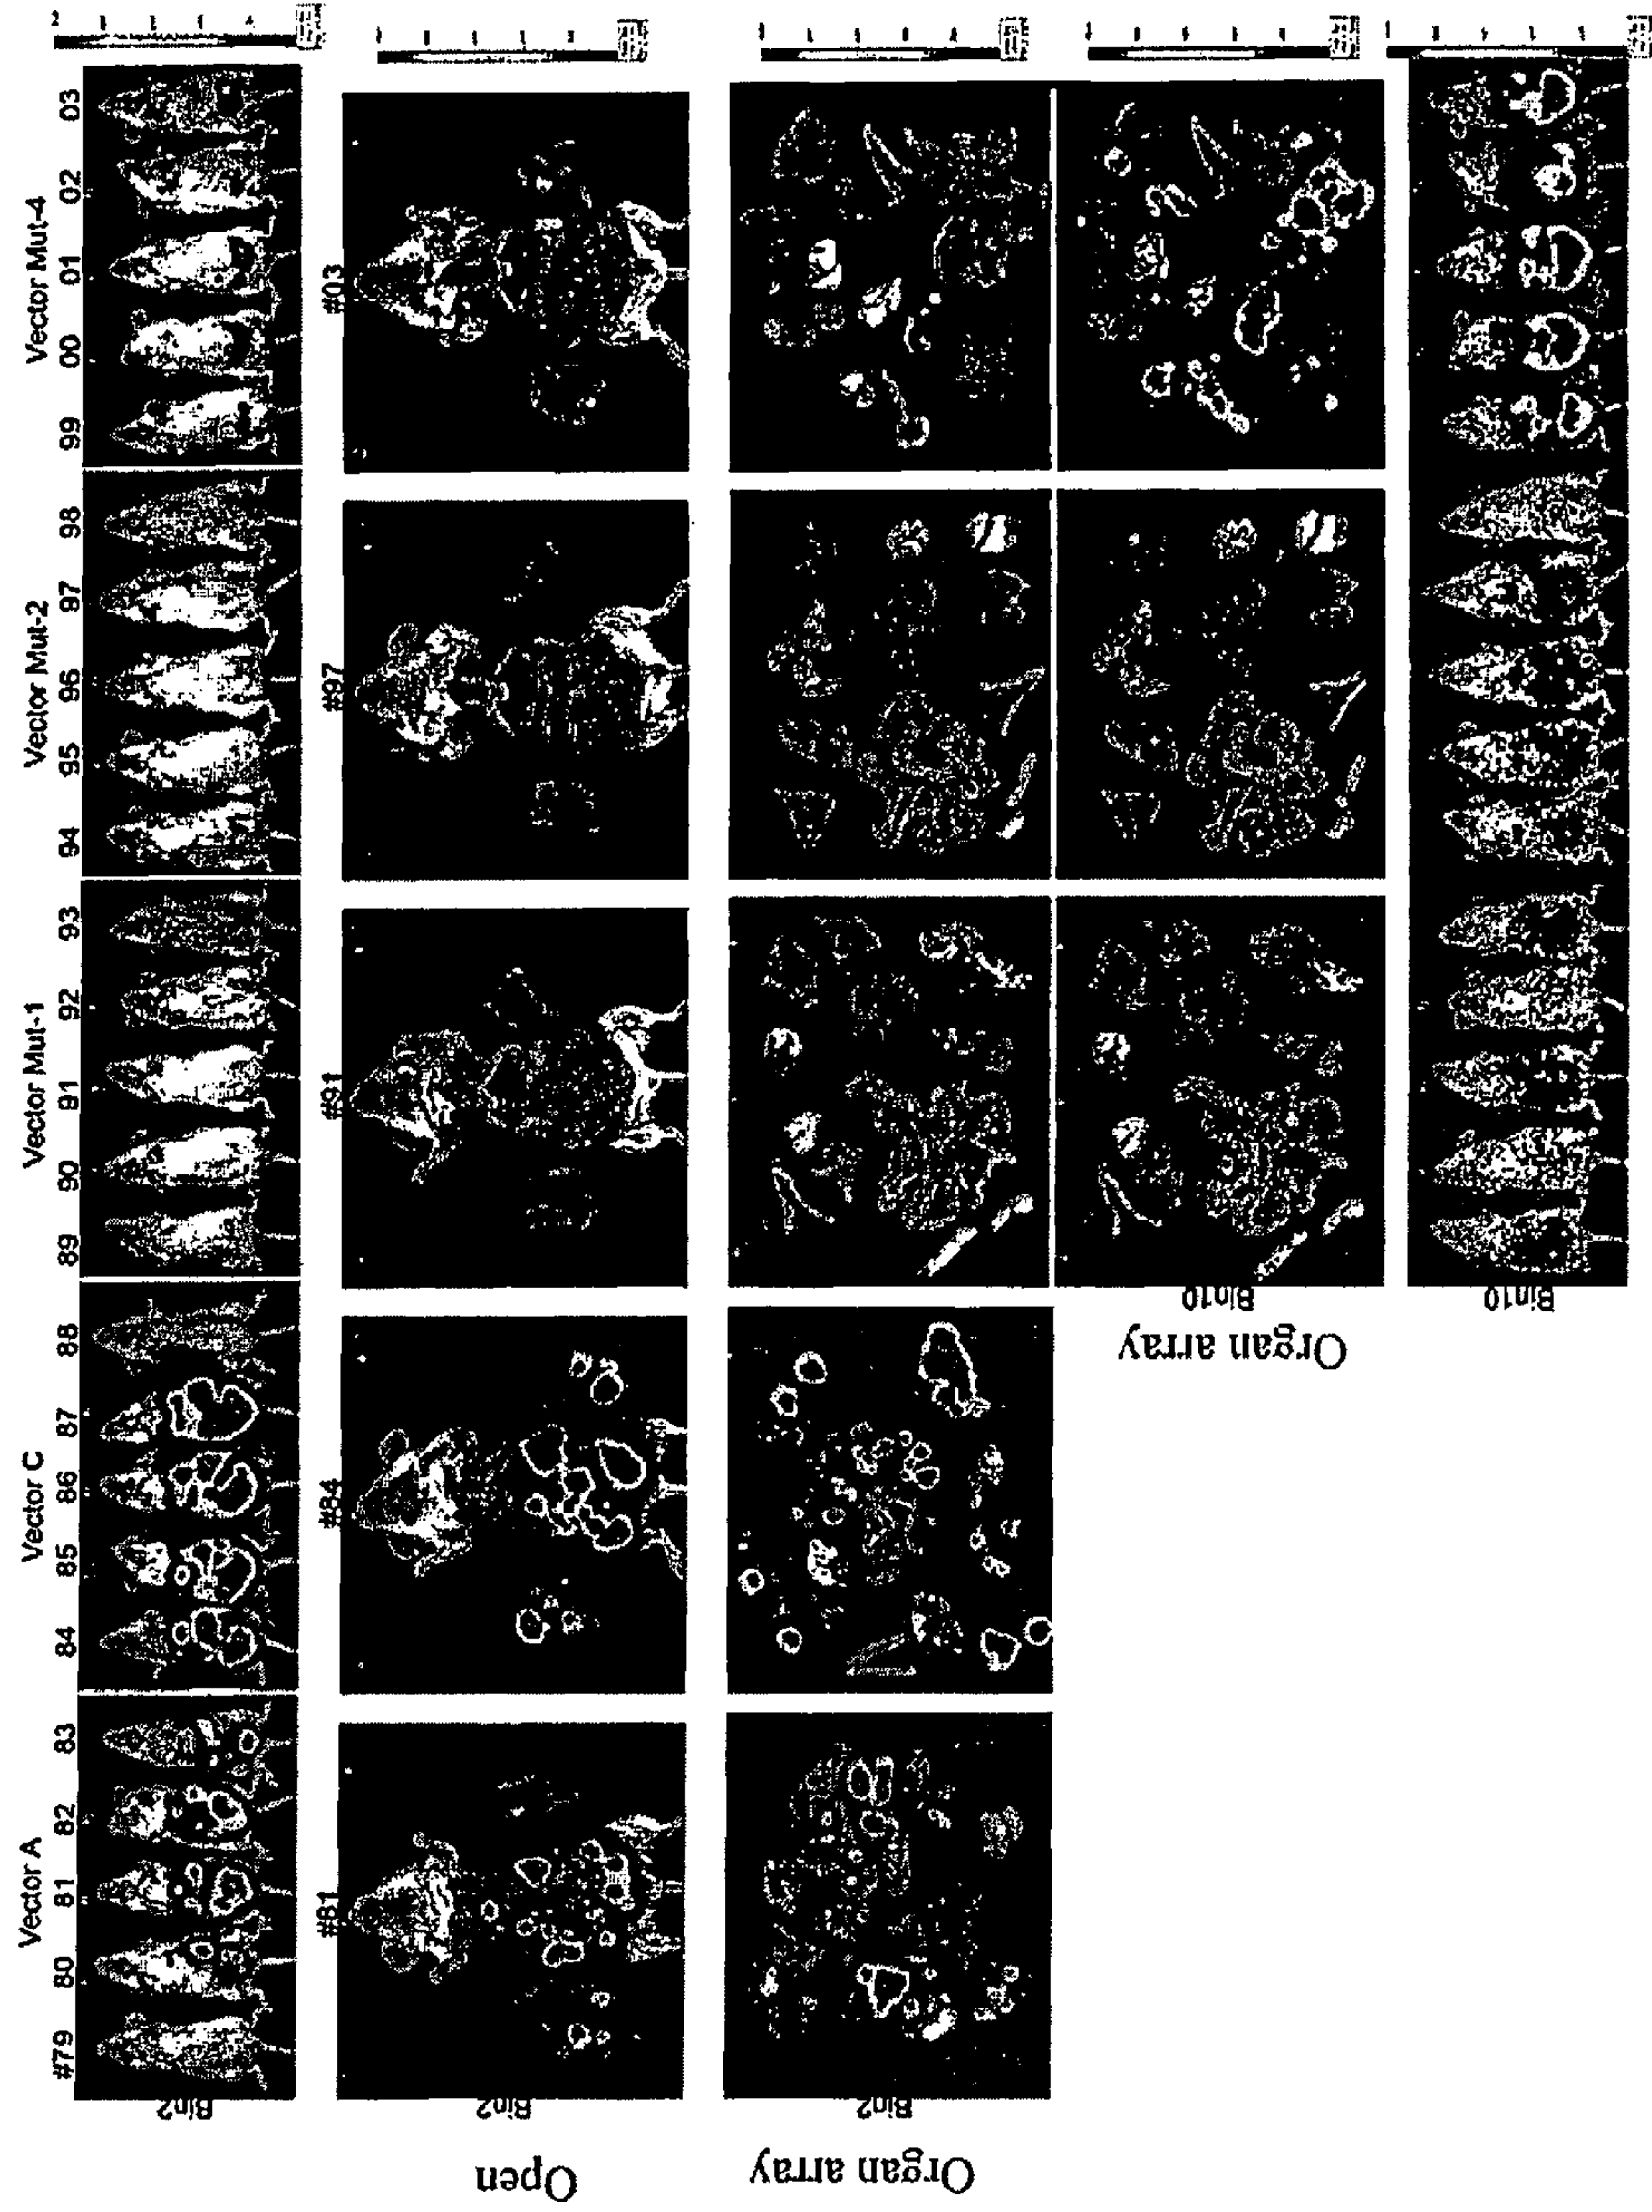 Vector A
Vector C
Vector Mut-1
Vector Mut-2
Vector Mut-4
#79 80 81 82 83
84 85 86 87 88
89 90 91 92 93
94 95 96 97 98
99 00 01 02 03
Bin2
Open
Bin2
#81
#84
#91
#97
#03
Organ array
Bin2
Organ array
Bin10
Bin10